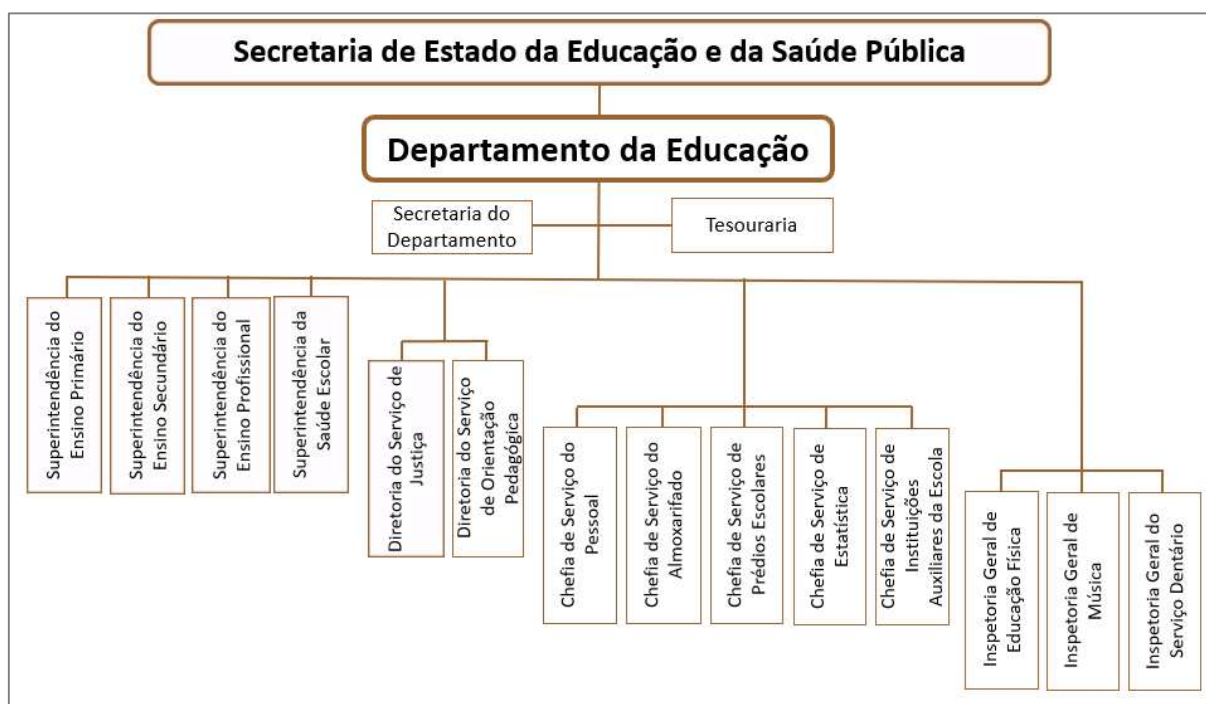 Secretaria de Estado da Educação e da Saúde Pública
Departamento da Educação
Secretaria do
Departamento
Tesouraria
Superintendência do
Ensino Primário
Superintendência do
Ensino Secundário
Superintendência do
Ensino Profissional
Superintendência da
Saúde Escolar
Diretoria do Serviço de
Justiça
Diretoria do Serviço
de Orientação
Pedagógica
Chefia de Serviço do
Pessoal
Chefia de Serviço do
Almoxarifado
Chefia de Serviço de
Prédios Escolares
Chefia de Serviço de
Estatística
Chefia de Serviço de
Instituições
Auxiliares da Escola
Inspetoria Geral de
Educação Física
Inspetoria Geral de
Música
Inspetoria Geral do
Serviço Dentário